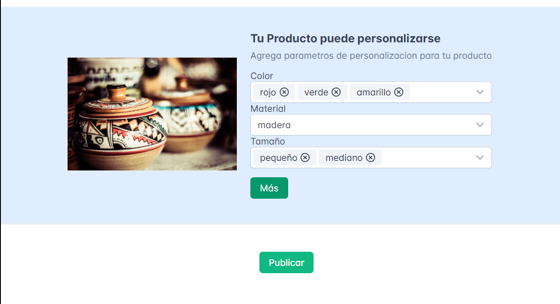 Tu Producto puede personalizarse
Agrega parametros de personalizacion para tu producto
Color
rojo verde amarillo
Material
madera
Tamaño
pequeño mediano
Más
Publicar